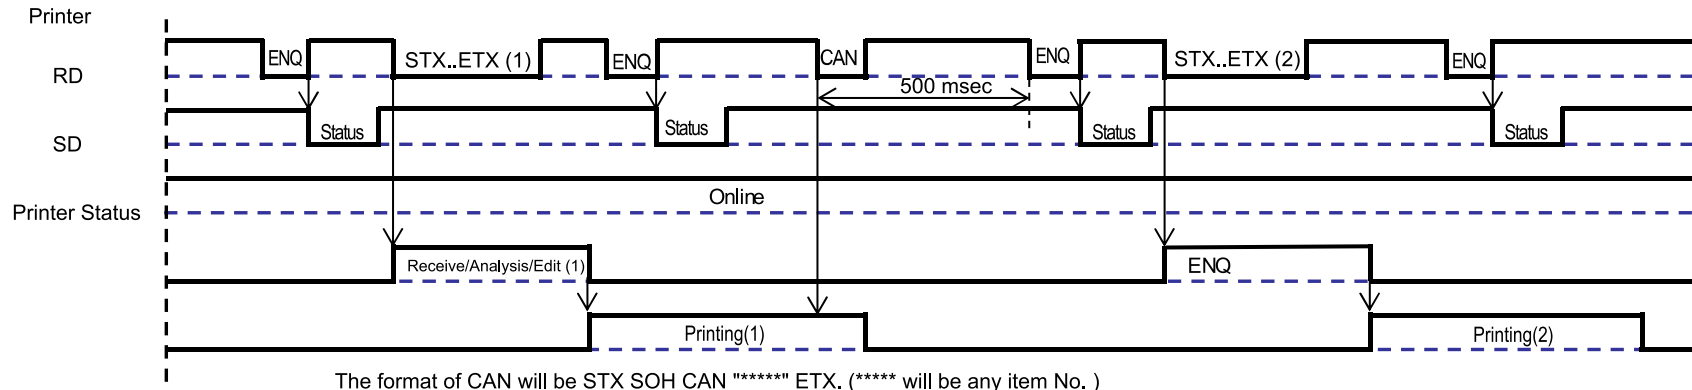 Printer
ENQ STX..ETX (1) ENQ CAN ENQ STX..ETX (2) ENQ
RD
500 msec
Status Status Status Status
SD
Online
Printer Status
Receive/Analysis/Edit (1) ENQ
Printing(1) Printing(2)
The format of CAN will be STX SOH CAN "*****" ETX. (***** will be any item No. )